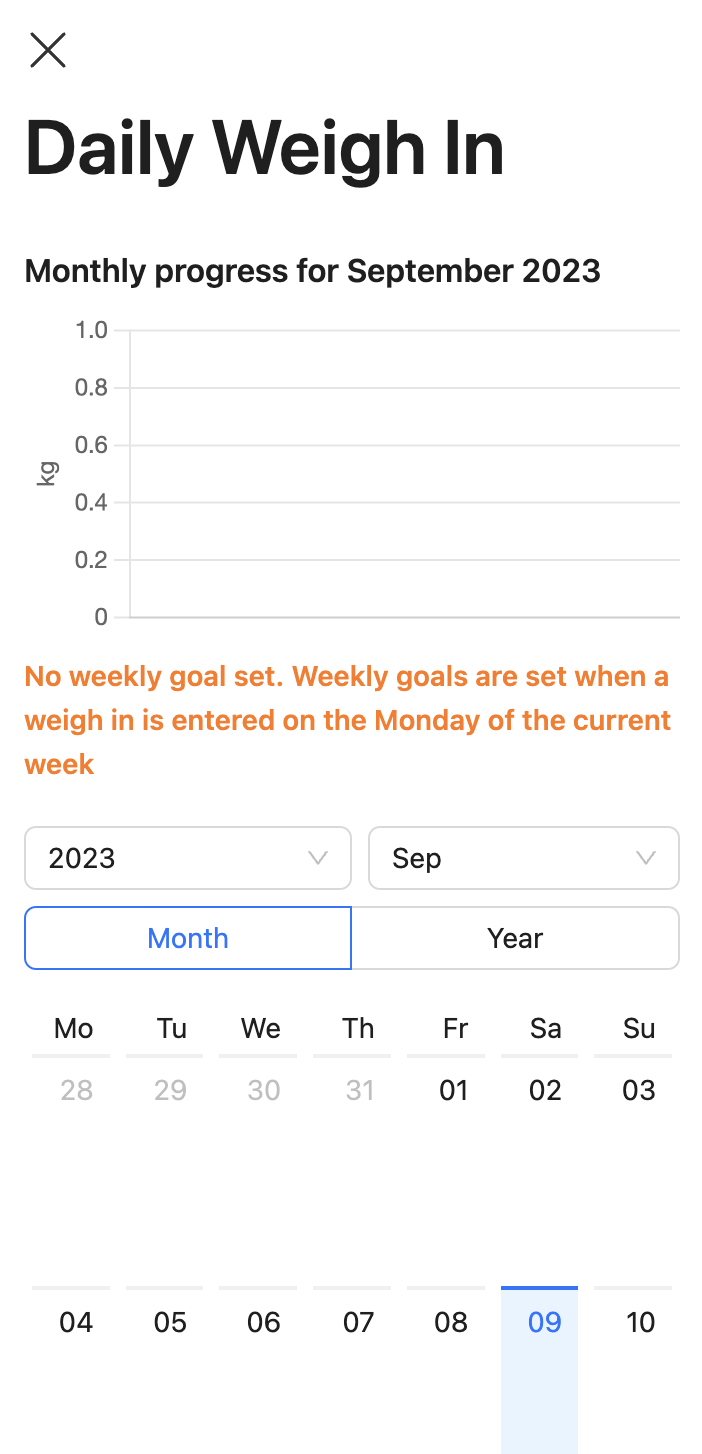 Daily Weigh In
Monthly progress for September 2023
1.0
0.8
0.6
kg
0.4
0.2
0
No weekly goal set. Weekly goals are set when a
weigh in is entered on the Monday of the current
week
2023 Sep
Month Year
Mo Tu We Th Fr Sa Su
28 29 30 31 01 02 03
04 05 06 07 08 09 10